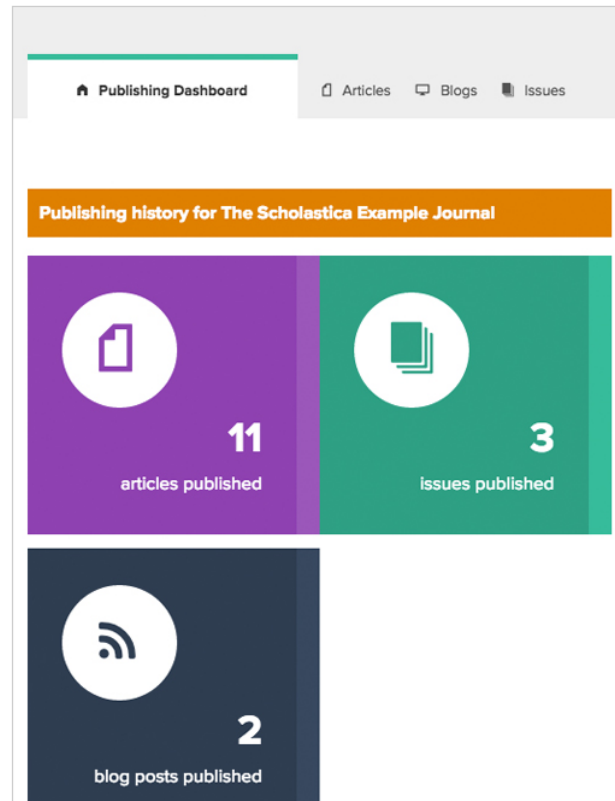 Publishing Dashboard Articles Blogs Issues
Publishing history for The Scholastica Example Journal
11
articles published
3
issues published
2
blog posts published